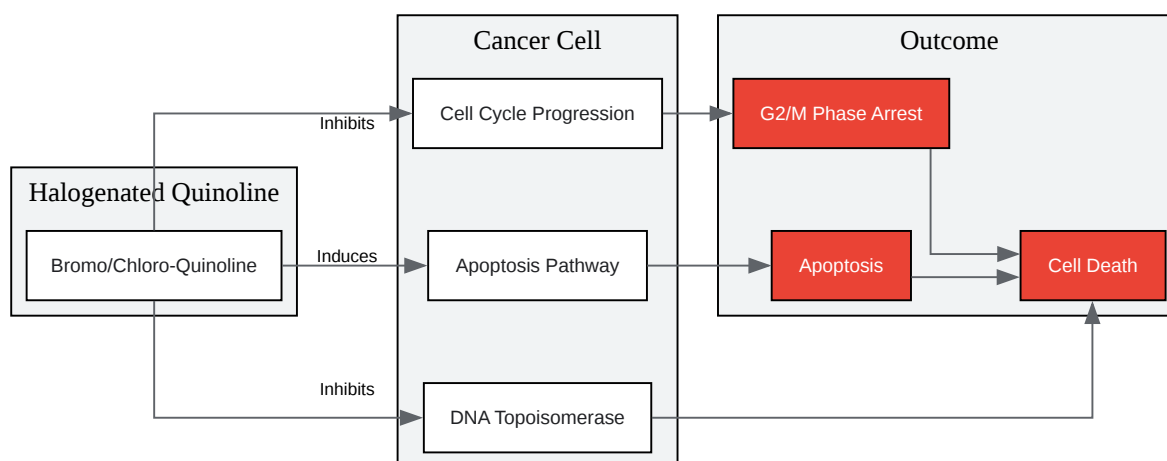 Cancer Cell
Outcome
Cell Cycle Progression
G2/M Phase Arrest
Inhibits
Halogenated Quinoline
Bromo/Chloro-Quinoline
Induces
Apoptosis Pathway
Apoptosis
Cell Death
Inhibits
DNA Topoisomerase